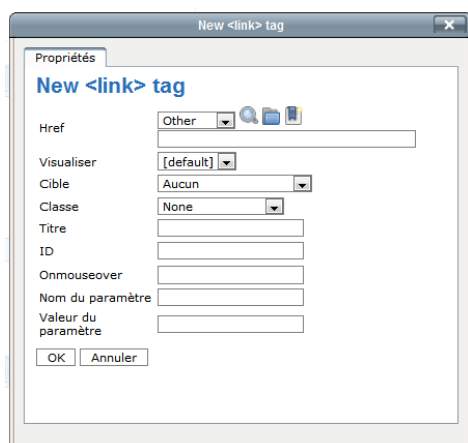 New <link> tag
Propriétés
New <link> tag
Href
Other
Visualiser
[default]
Cible
Aucun
Classe
None
Titre
ID
Onmouseover
Nom du paramètre
Valeur du
paramètre
OK Annuler